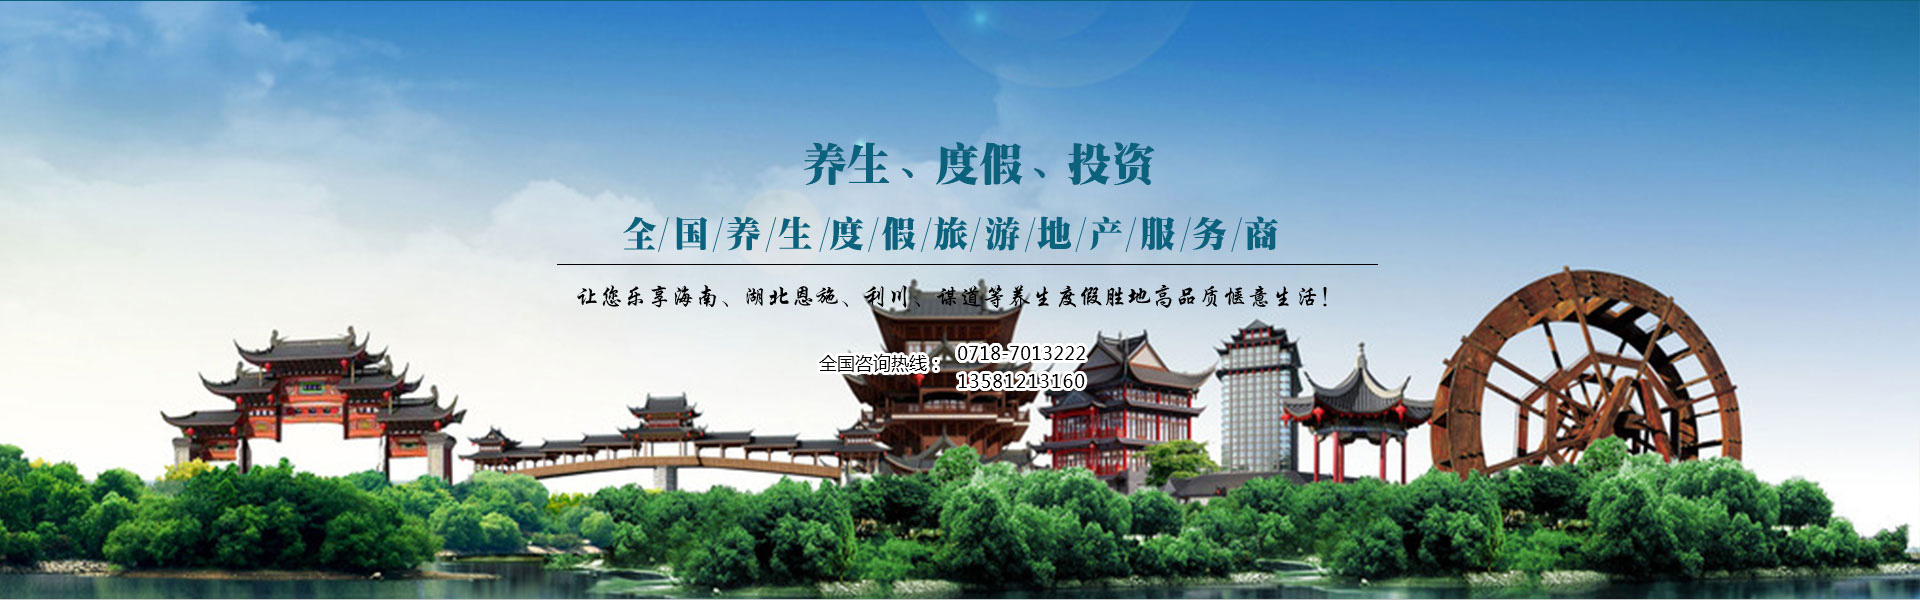 养生、度假、投资
全/国/养/生/度/假/旅/游/地/产/服/务/商
让您乐享海南、湖北恩施、利川、谋道等养生度假胜地高品质惬意生活！
全国咨询热线： 0718-7013222
13581213160